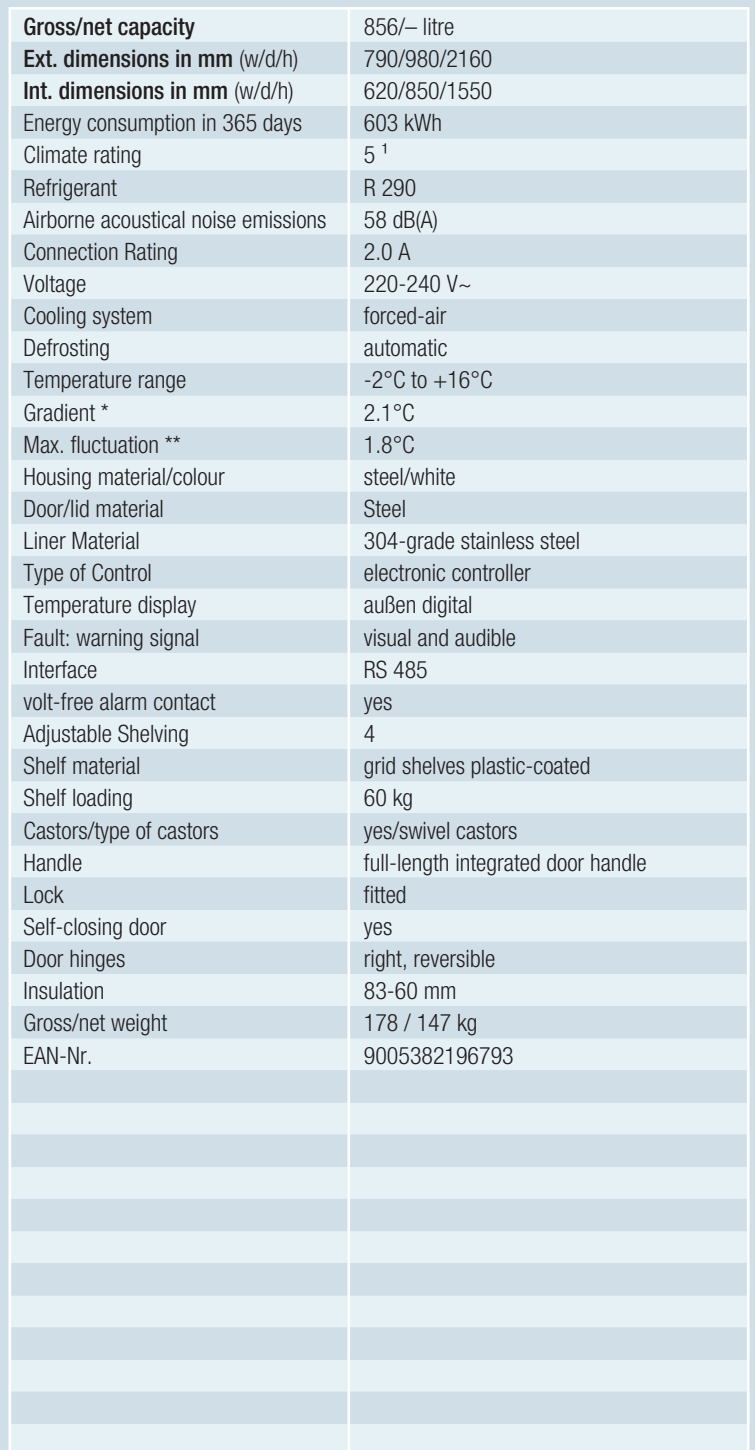 Gross/net capacity 856/– litre
Ext. dimensions in mm (w/d/h) 790/980/2160
Int. dimensions in mm (w/d/h) 620/850/1550
Energy consumption in 365 days 603 kWh
Climate rating 5 ¹
Refrigerant R 290
Airborne acoustical noise emissions 58 dB(A)
Connection Rating 2.0 A
Voltage 220-240 V~
Cooling system forced-air
Defrosting automatic
Temperature range -2°C to +16°C
Gradient * 2.1°C
Max. fluctuation ** 1.8°C
Housing material/colour steel/white
Door/lid material Steel
Liner Material 304-grade stainless steel
Type of Control electronic controller
Temperature display außen digital
Fault: warning signal visual and audible
Interface RS 485
volt-free alarm contact yes
Adjustable Shelving 4
Shelf material grid shelves plastic-coated
Shelf loading 60 kg
Castors/type of castors yes/swivel castors
Handle full-length integrated door handle
Lock fitted
Self-closing door yes
Door hinges right, reversible
Insulation 83-60 mm
Gross/net weight 178 / 147 kg
EAN-Nr. 9005382196793